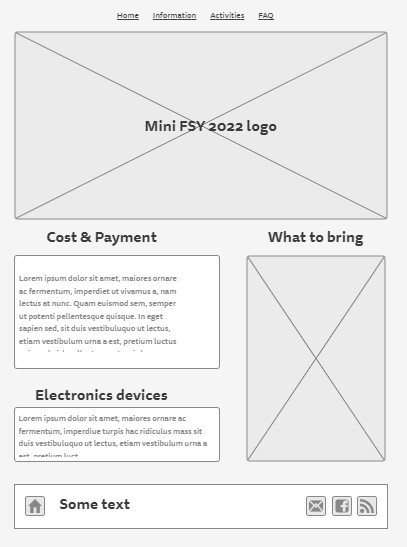 Home Information Activities FAQ
Mini FSY 2022 logo
Cost & Payment
What to bring
Lorem ipsum dolor sit amet, maiores ornare
ac fermentum, imperdiet ut vivamus a, nam
lectus at nunc. Quam euismod sem, semper
ut potenti pellentesque quisque. In eget
sapien sed, sit duis vestibuluquo ut lectus,
etiam vestibulum urna a est, pretium luctus
Electronics devices
Lorem ipsum dolor sit amet, maiores ornare ac
fermentum, imperdiue turpis hac ridiculus mass sit
duis vestibuluquo ut lectus, etiam vestibulum urna a
est, pretium luct
Some text